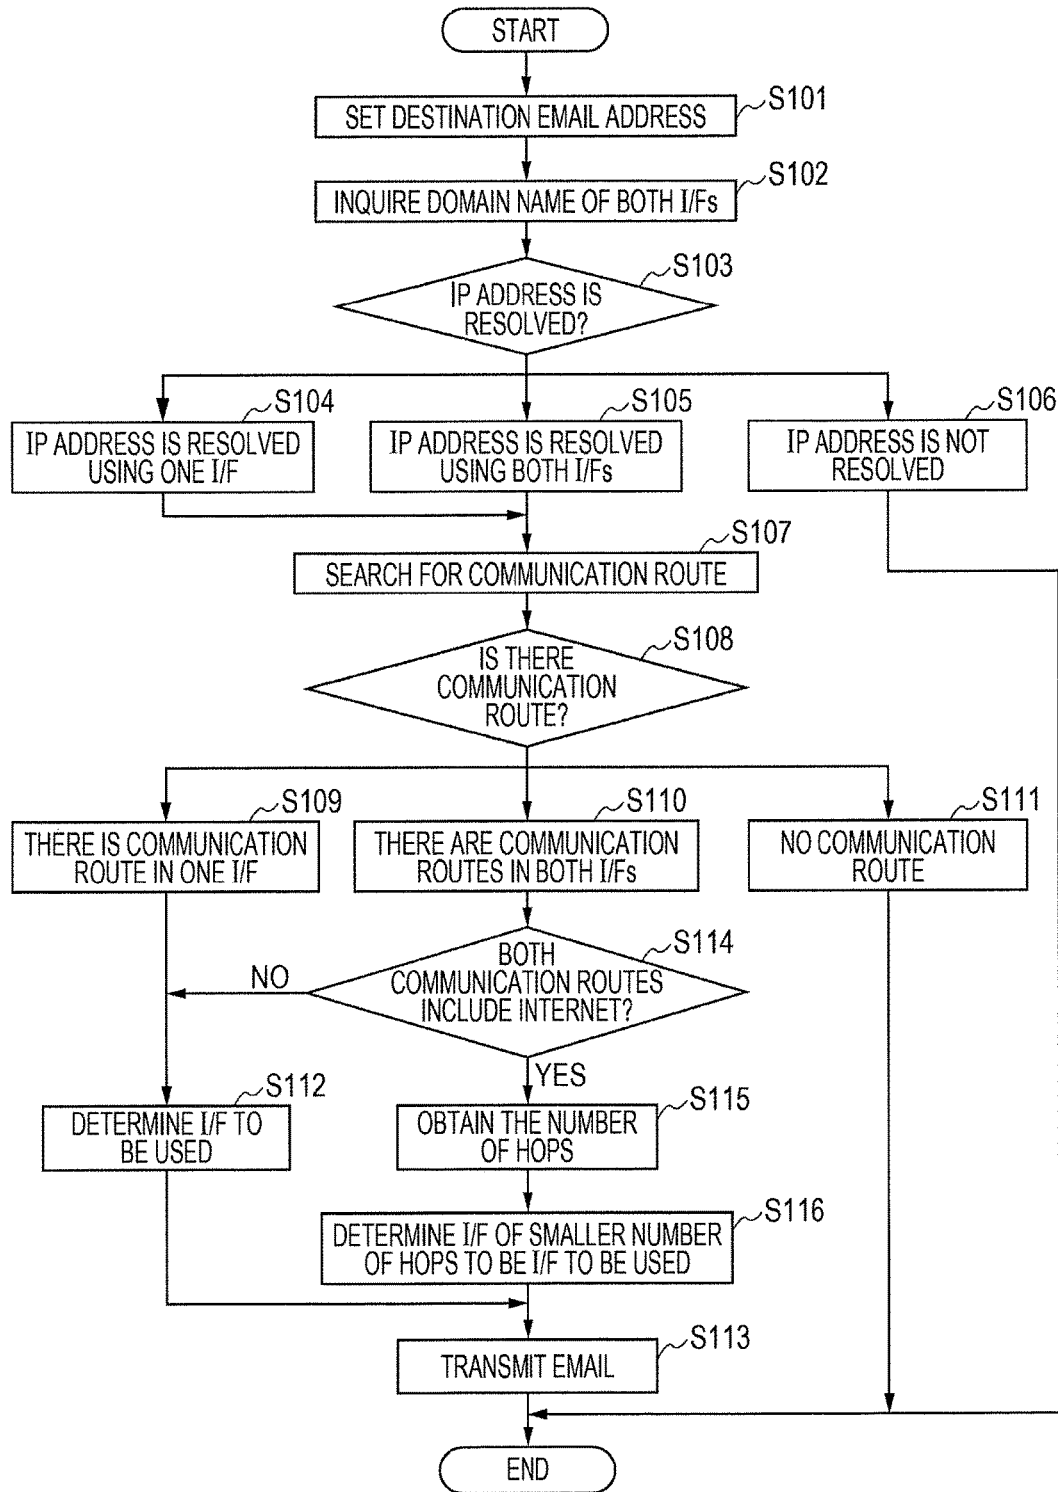 START
S101
SET DESTINATION EMAIL ADDRESS
S102
INQUIRE DOMAIN NAME OF BOTH I/Fs
S103
IP ADDRESS IS
RESOLVED?
S104
IP ADDRESS IS RESOLVED
USING ONE I/F
S105
IP ADDRESS IS RESOLVED
USING BOTH I/Fs
S106
IP ADDRESS IS NOT
RESOLVED
S107
SEARCH FOR COMMUNICATION ROUTE
S108
IS THERE
COMMUNICATION
ROUTE?
S109
THERE IS COMMUNICATION
ROUTE IN ONE I/F
S110
THERE ARE COMMUNICATION
ROUTES IN BOTH I/Fs
S111
NO COMMUNICATION
ROUTE
S114
BOTH
COMMUNICATION ROUTES
INCLUDE INTERNET?
NO
YES
S112
DETERMINE I/F TO
BE USED
S115
OBTAIN THE NUMBER
OF HOPS
S116
DETERMINE I/F OF SMALLER NUMBER
OF HOPS TO BE I/F TO BE USED
S113
TRANSMIT EMAIL
END